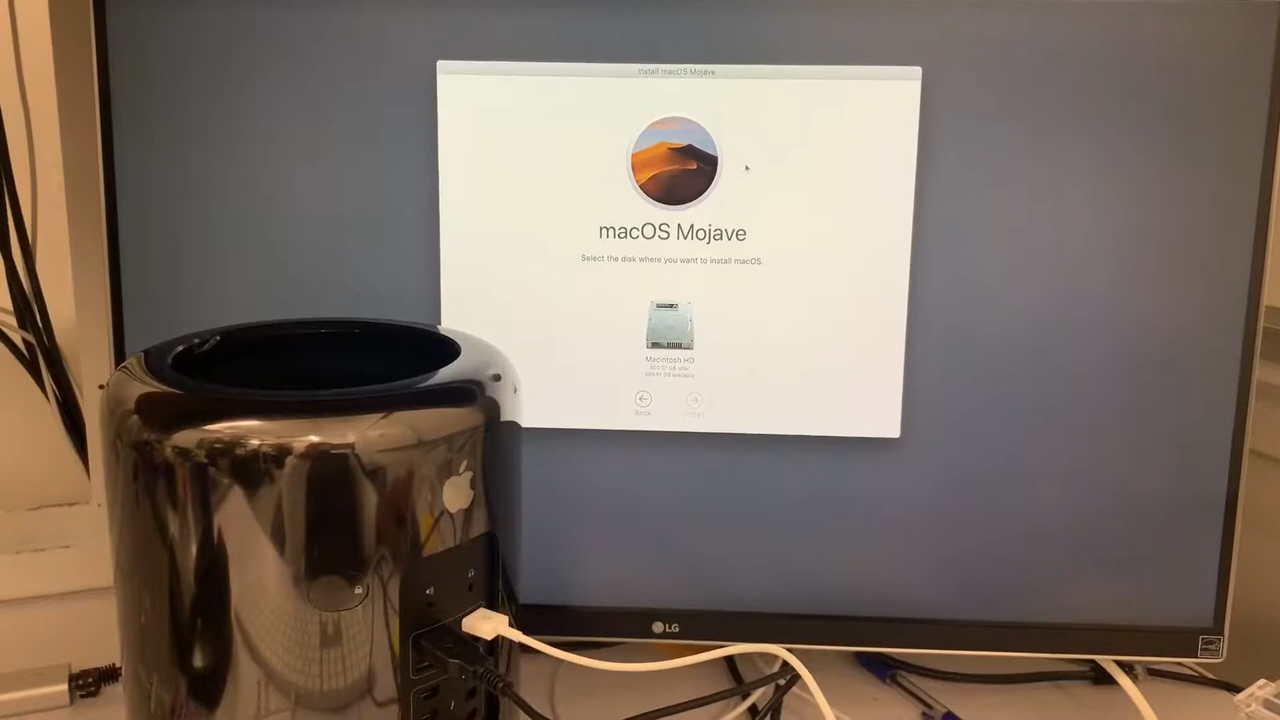 Install macOS Mojave
macOS Mojave
Select the disk where you want to install macOS.
Macintosh HD
Back
LG